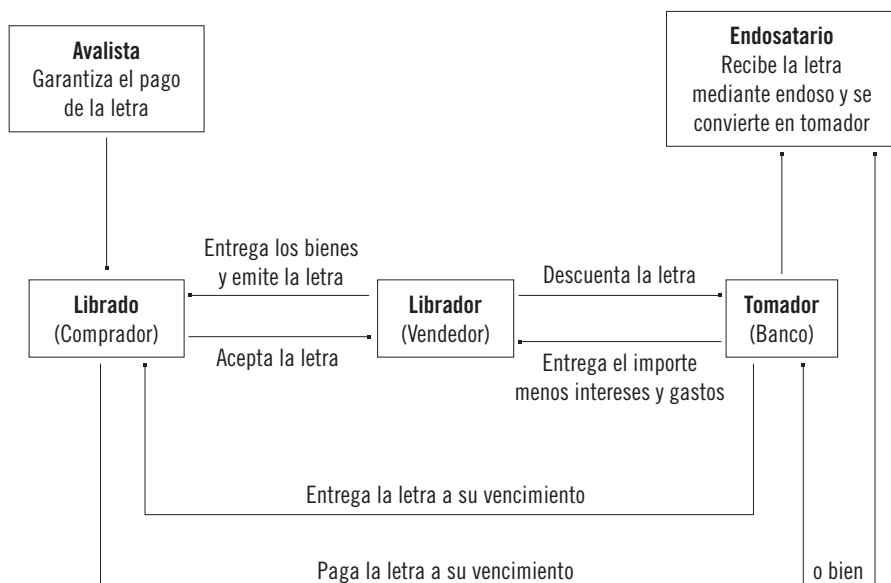 Avalista
Garantiza el pago
de la letra
Endosatario
Recibe la letra
mediante endoso y se
convierte en tomador
Entrega los bienes
y emite la letra
Descuenta la letra
Librado
(Comprador)
Librador
(Vendedor)
Tomador
(Banco)
Acepta la letra
Entrega el importe
menos intereses y gastos
Entrega la letra a su vencimiento
Paga la letra a su vencimiento
o bien